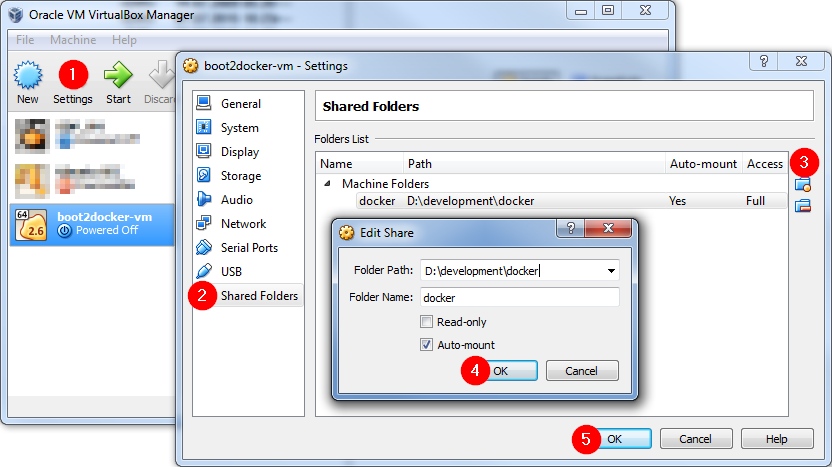 Oracle VM VirtualBox Manager
File Machine Help
1
New Settings Start Discard
64
2.6
boot2docker-vm
Powered Off
boot2docker-vm - Settings
General
System
Display
Storage
Audio
Network
Serial Ports
USB
2 Shared Folders
Shared Folders
Folders List
Name Path Auto-mount Access
3
Machine Folders
docker D:\development\docker Yes Full
Edit Share
Folder Path: D:\development\docker
Folder Name: docker
Read-only
Auto-mount
4 OK Cancel
5 OK Cancel Help